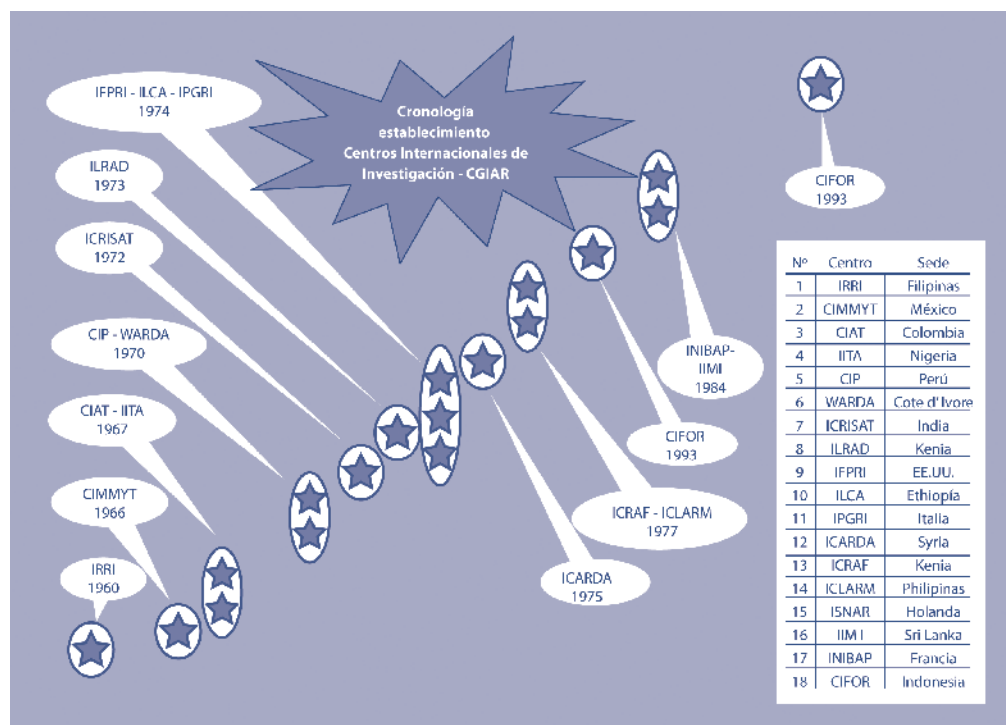 IFPRI - ILCA - IPGRI
1974
Cronología
establecimiento
Centros Internacionales de
Investigación - CGIAR
ILRAD
1973
ICRISAT
1972
CIP - WARDA
1970
CIAT - IITA
1967
CIMMYT
1966
IRRI
1960
ICARDA
1975
ICRAF - ICLARM
1977
CIFOR
1993
INIBAP-
IIMI
1984
CIFOR
1993
Nº Centro Sede
1 IRRI Filipinas
2 CIMMYT México
3 CIAT Colombia
4 IITA Nigeria
5 CIP Perú
6 WARDA Cote d'Ivore
7 ICRISAT India
8 ILRAD Kenia
9 IFPRI EE.UU.
10 ILCA Ethiopía
11 IPGRI Italia
12 ICARDA Syria
13 ICRAF Kenia
14 ICLARM Philipinas
15 ISNAR Holanda
16 IIM I Sri Lanka
17 INIBAP Francia
18 CIFOR Indonesia